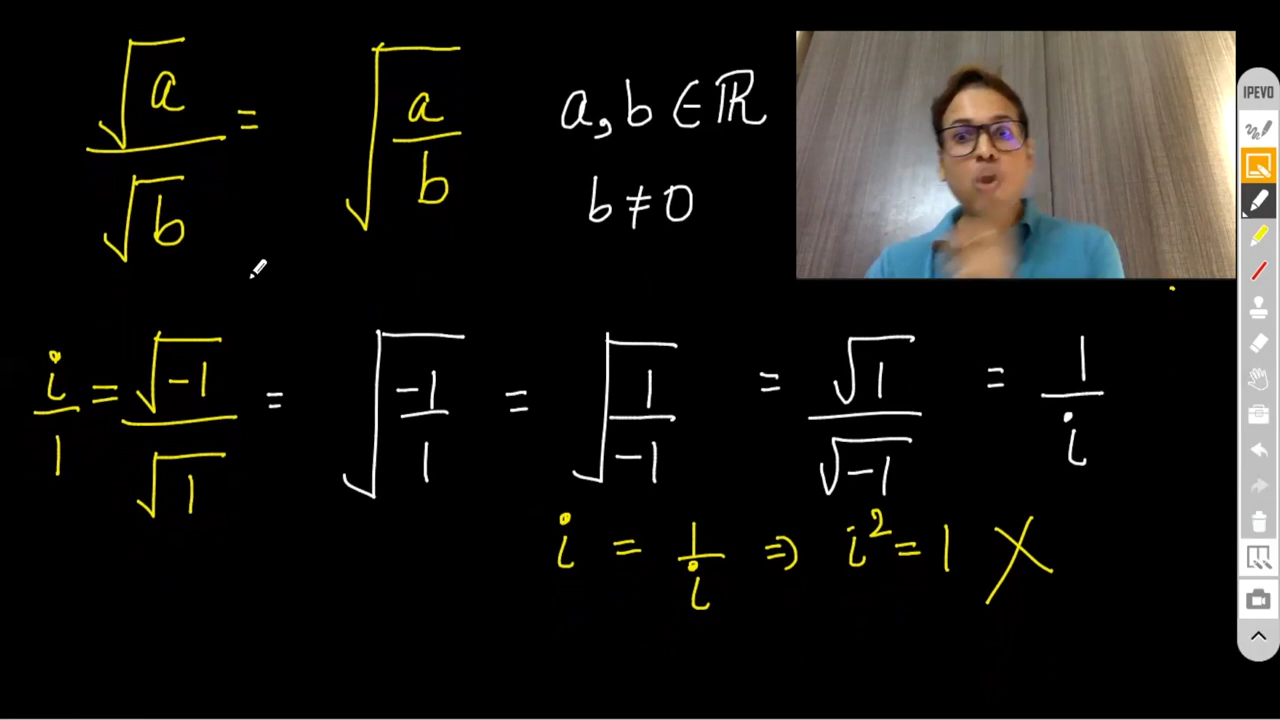 √a/√b = √(a/b)
a, b ∈ ℝ
b ≠ 0
IPEVO
i/1 = √-1/√1 = √(-1/1) = √(1/-1) = √1/√-1 = 1/i
i = 1/i ⇒ i² = 1 X